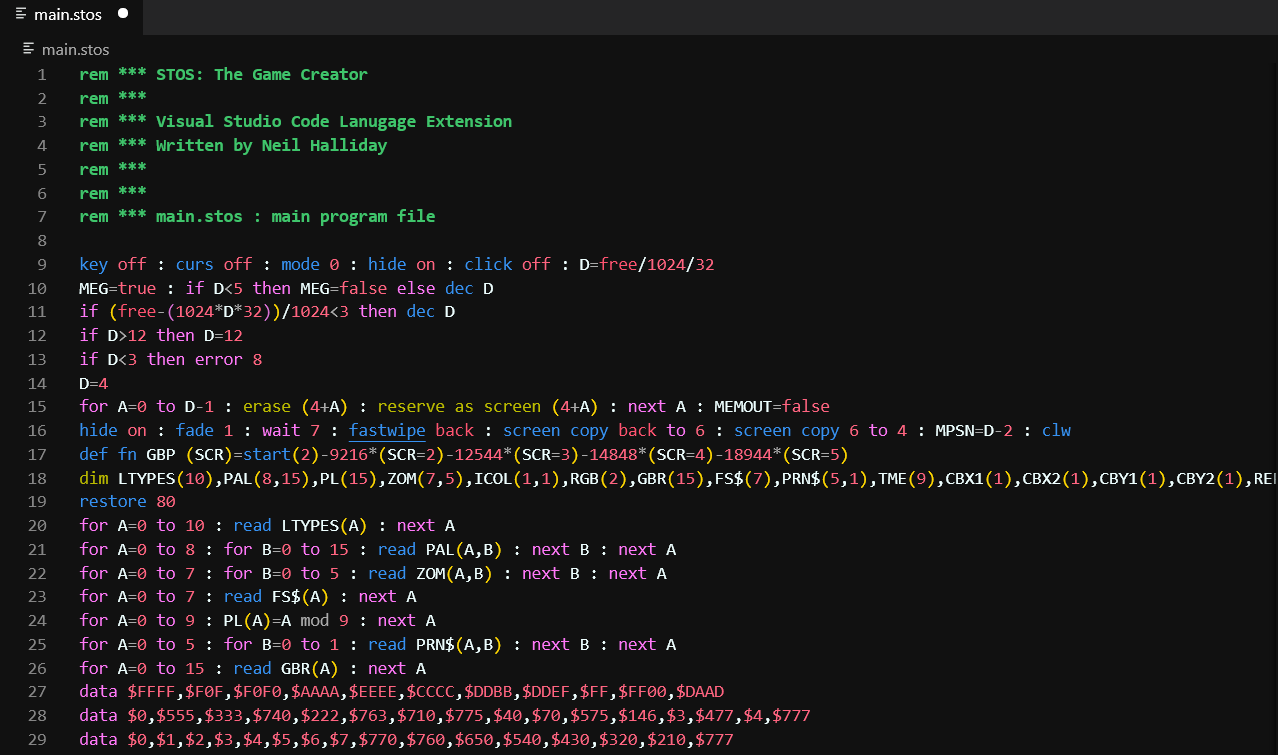 main.stos
main.stos
1 rem *** STOS: The Game Creator
2 rem ***
3 rem *** Visual Studio Code Lanugage Extension
4 rem *** Written by Neil Halliday
5 rem ***
6 rem ***
7 rem *** main.stos : main program file
8
9 key off : curs off : mode 0 : hide on : click off : D=free/1024/32
10 MEG=true : if D<5 then MEG=false else dec D
11 if (free-(1024*D*32))/1024<3 then dec D
12 if D>12 then D=12
13 if D<3 then error 8
14 D=4
15 for A=0 to D-1 : erase (4+A) : reserve as screen (4+A) : next A : MEMOUT=false
16 hide on : fade 1 : wait 7 : fastwipe back : screen copy back to 6 : screen copy 6 to 4 : MPSN=D-2 : clw
17 def fn GBP (SCR)=start(2)-9216*(SCR=2)-12544*(SCR=3)-14848*(SCR=4)-18944*(SCR=5)
18 dim LTYPES(10),PAL(8,15),PL(15),ZOM(7,5),ICOL(1,1),RGB(2),GBR(15),FS$(7),PRN$(5,1),TME(9),CBX1(1),CBX2(1),CBY1(1),CBY2(1),
19 restore 80
20 for A=0 to 10 : read LTYPES(A) : next A
21 for A=0 to 8 : for B=0 to 15 : read PAL(A,B) : next B : next A
22 for A=0 to 7 : for B=0 to 5 : read ZOM(A,B) : next B : next A
23 for A=0 to 7 : read FS$(A) : next A
24 for A=0 to 9 : PL(A)=A mod 9 : next A
25 for A=0 to 5 : for B=0 to 1 : read PRN$(A,B) : next B : next A
26 for A=0 to 15 : read GBR(A) : next A
27 data $FFFF,$F0F,$F0F0,$AAAA,$EEEE,$CCCC,$DDBB,$DDEF,$FF,$FF00,$DAAD
28 data $0,$555,$333,$740,$222,$763,$710,$775,$40,$70,$575,$146,$3,$477,$4,$777
29 data $0,$1,$2,$3,$4,$5,$6,$7,$770,$760,$650,$540,$430,$320,$210,$777